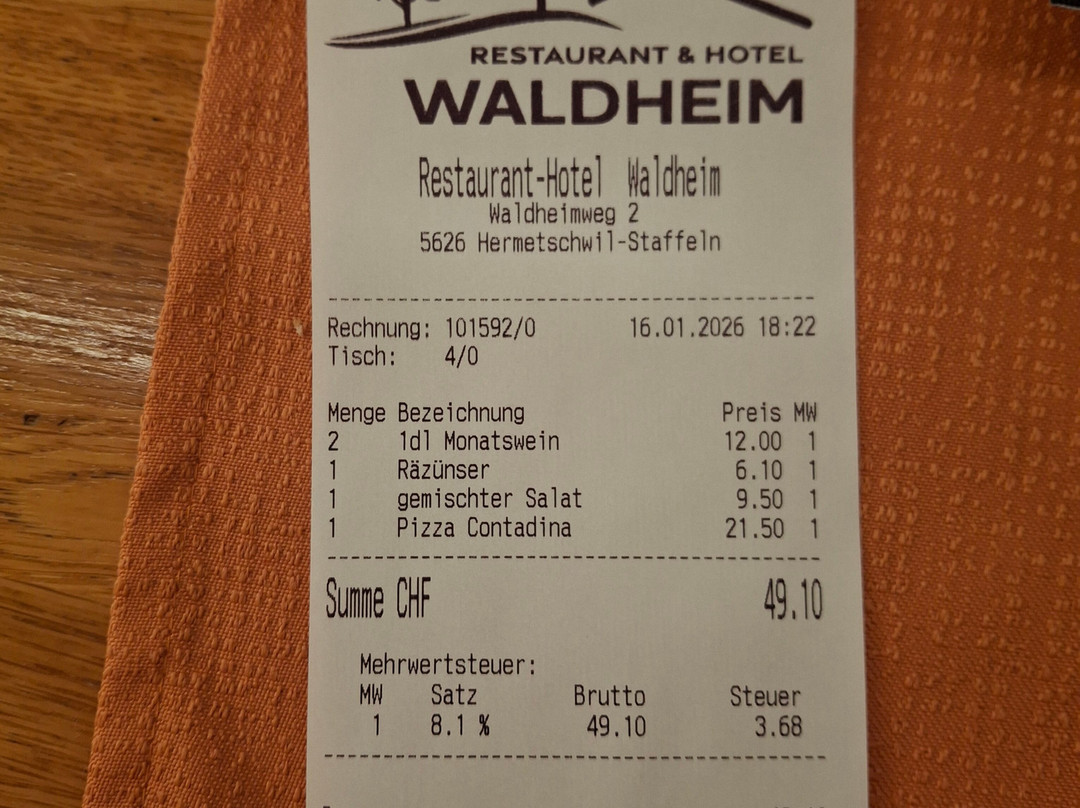 RESTAURANT & HOTEL
WALDHEIM
Restaurant-Hotel Waldheim
Waldheimweg 2
5626 Hermetschwil-Staffeln
Rechnung: 101592/0 16.01.2026 18:22
Tisch: 4/0
Menge Bezeichnung Preis MW
2 1dl Monatswein 12.00 1
1 Räzünser 6.10 1
1 gemischter Salat 9.50 1
1 Pizza Contadina 21.50 1
Summe CHF 49.10
Mehrwertsteuer:
MW Satz Brutto Steuer
1 8.1 % 49.10 3.68